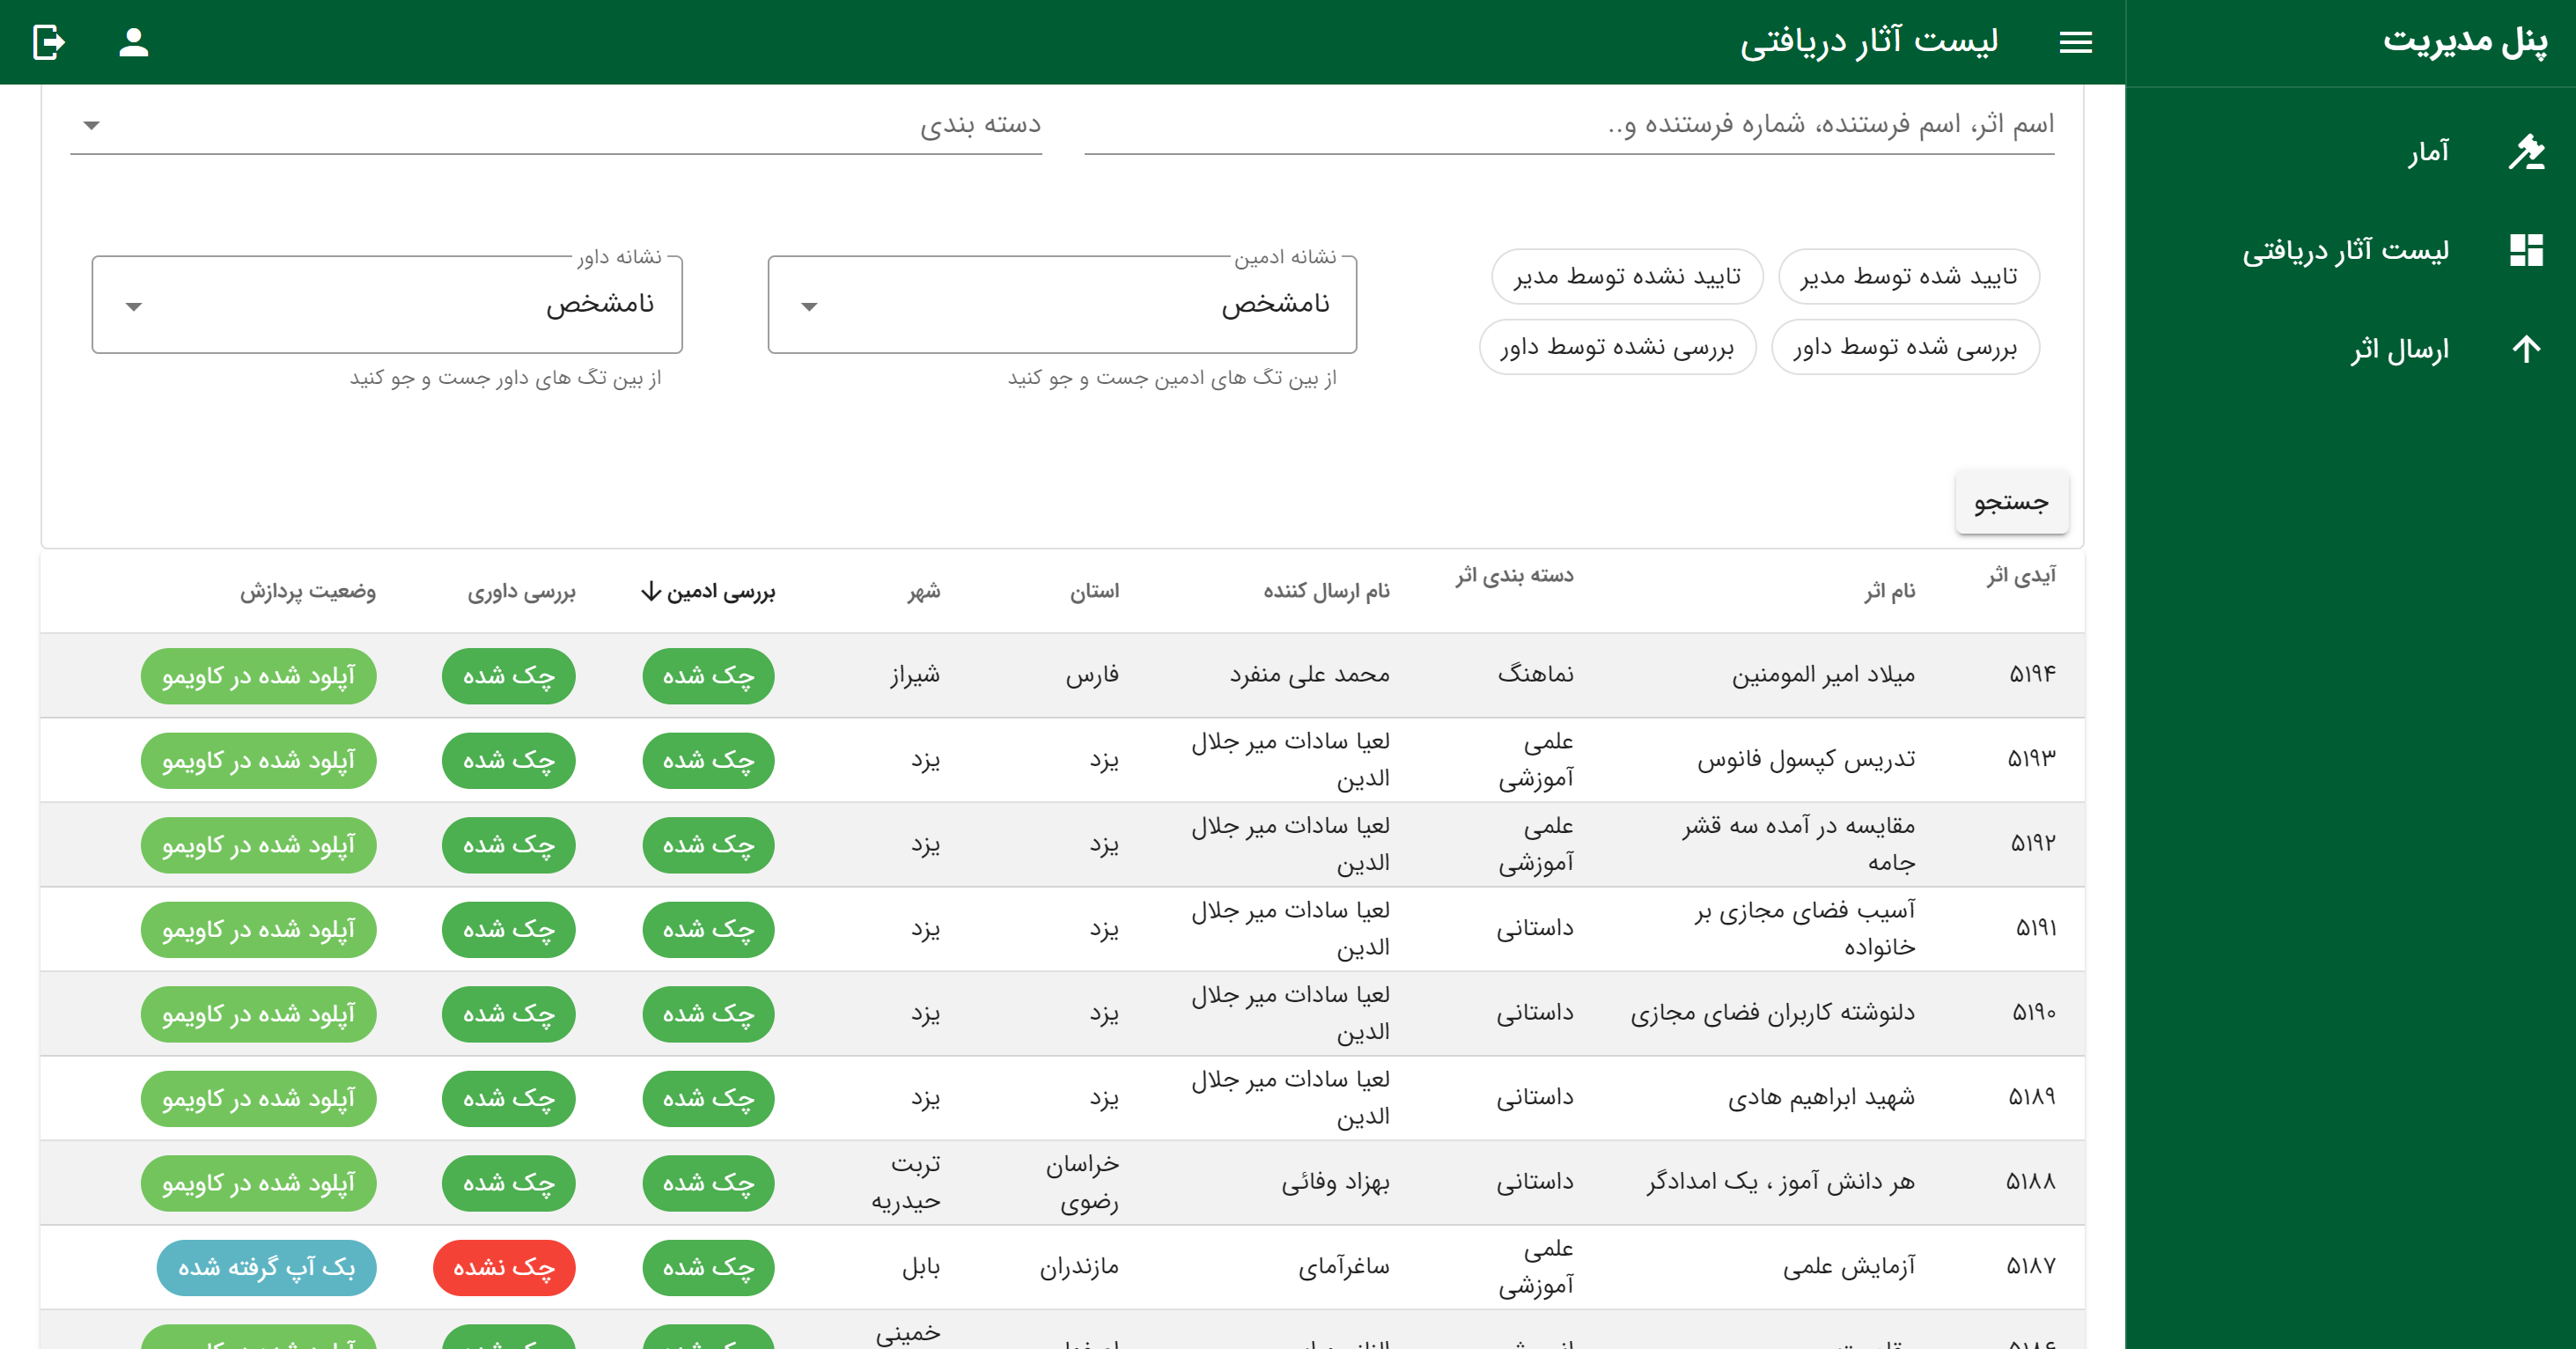 پنل مدیریت
آمار
لیست آثار دریافتی
ارسال اثر
لیست آثار دریافتی
اسم اثر، اسم فرستنده، شماره فرستنده و..
دسته بندی
تایید شده توسط مدیر
تایید نشده توسط مدیر
بررسی شده توسط داور
بررسی نشده توسط داور
نشانه ادمین
نامشخص
از بین تگ های ادمین جست و جو کنید
نشانه داور
نامشخص
از بین تگ های داور جست و جو کنید
جستجو
آیدی اثر نام اثر دسته بندی اثر نام ارسال کننده استان شهر بررسی ادمین بررسی داوری وضعیت پردازش
۵۱۹۴ میلاد امیر المومنین نماهنگ محمد علی منفرد فارس شیراز چک شده چک شده آپلود شده در کاویمو
۵۱۹۳ تدریس کپسول فانوس علمی آموزشی لعیا سادات میر جلال الدین یزد یزد چک شده چک شده آپلود شده در کاویمو
۵۱۹۲ مقایسه در آمده سه قشر جامه علمی آموزشی لعیا سادات میر جلال الدین یزد یزد چک شده چک شده آپلود شده در کاویمو
۵۱۹۱ آسیب فضای مجازی بر خانواده داستانی لعیا سادات میر جلال الدین یزد یزد چک شده چک شده آپلود شده در کاویمو
۵۱۹۰ دلنوشته کاربران فضای مجازی داستانی لعیا سادات میر جلال الدین یزد یزد چک شده چک شده آپلود شده در کاویمو
۵۱۸۹ شهید ابراهیم هادی داستانی لعیا سادات میر جلال الدین یزد یزد چک شده چک شده آپلود شده در کاویمو
۵۱۸۸ هر دانش آموز ، یک امدادگر داستانی بهزاد وفائی خراسان رضوی تربت حیدریه چک شده چک شده آپلود شده در کاویمو
۵۱۸۷ آزمایش علمی علمی آموزشی ساغرآمای مازندران بابل چک شده چک نشده بک آپ گرفته شده
خمینی